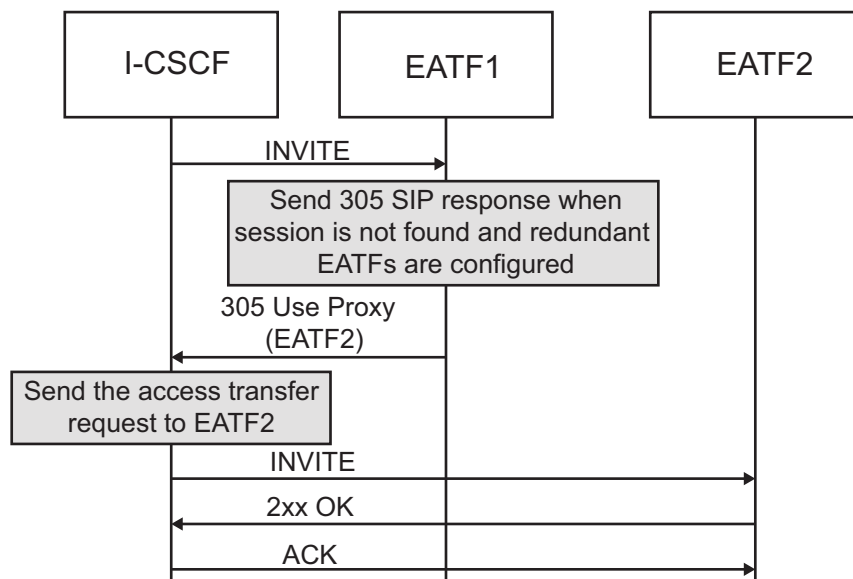 I-CSCF
EATF1
EATF2
INVITE
Send 305 SIP response when
session is not found and redundant
EATFs are configured
305 Use Proxy
(EATF2)
Send the access transfer
request to EATF2
INVITE
2xx OK
ACK